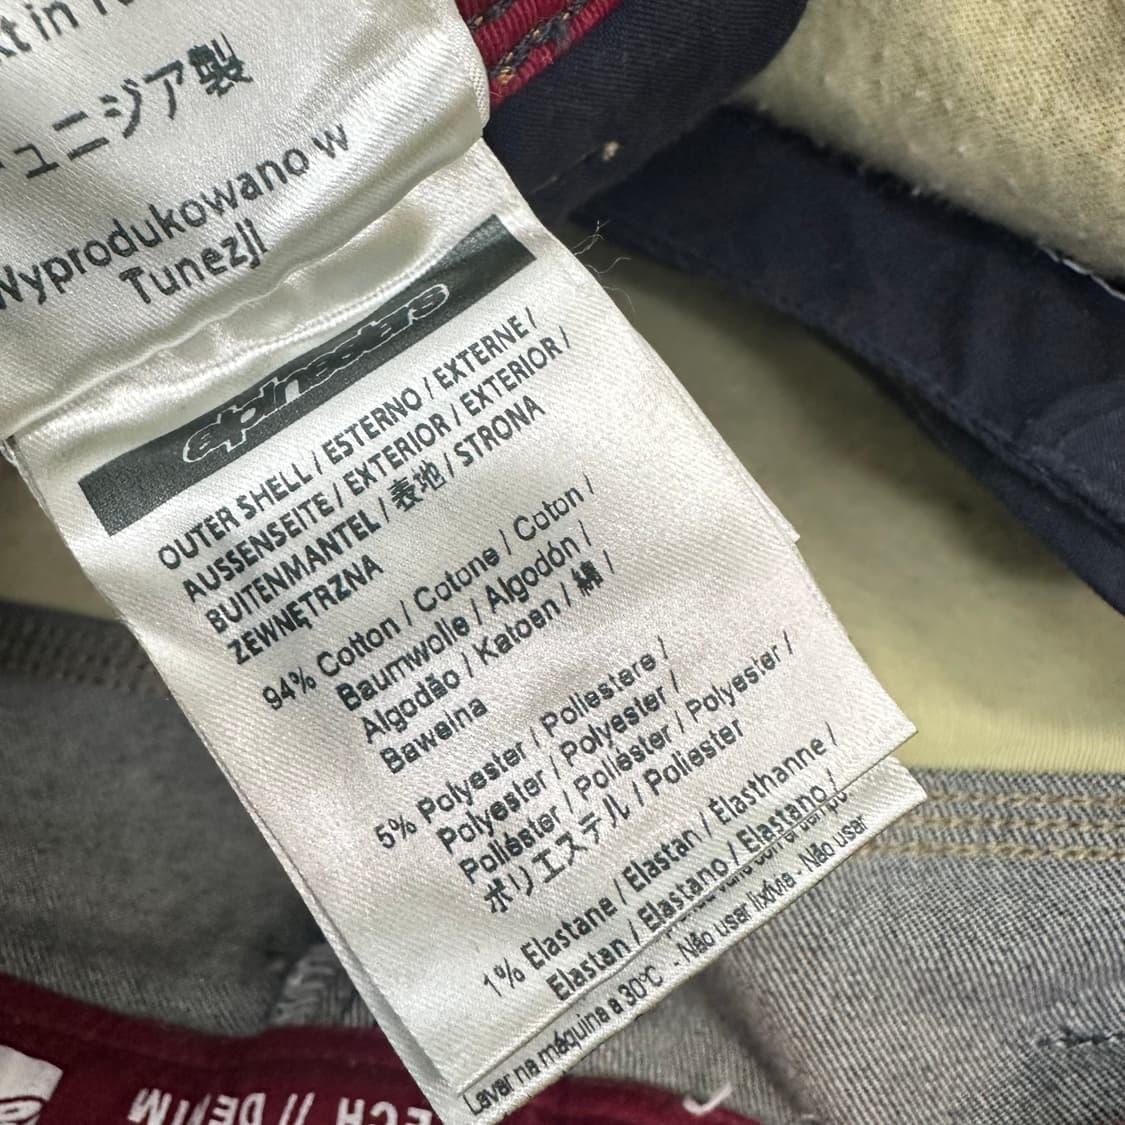 ュニジア製
Wyprodukowano w
Tunezji
alpinestars
OUTER SHELL / ESTERNO / EXTERNE /
AUSSENSEITE / EXTERIOR / EXTERIOR /
BUITENMANTEL / 表地 / STRONA
ZEWNĘTRZNA
94% Cotton / Cotone / Coton /
Baumwolle / Algodón /
Algodão / Katoen / 綿 /
Bawełna
5% Polyester / Poliestere /
Polyester / Polyester /
Poliéster / Poliéster / Polyester /
ポリエステル / Poliester
1% Elastane / Elastan / Élasthanne /
Elastan / Elastano / Elastano /
Lavar na máquina a 30°C - Não usar lixívia - Não usar
ECH // DENIM